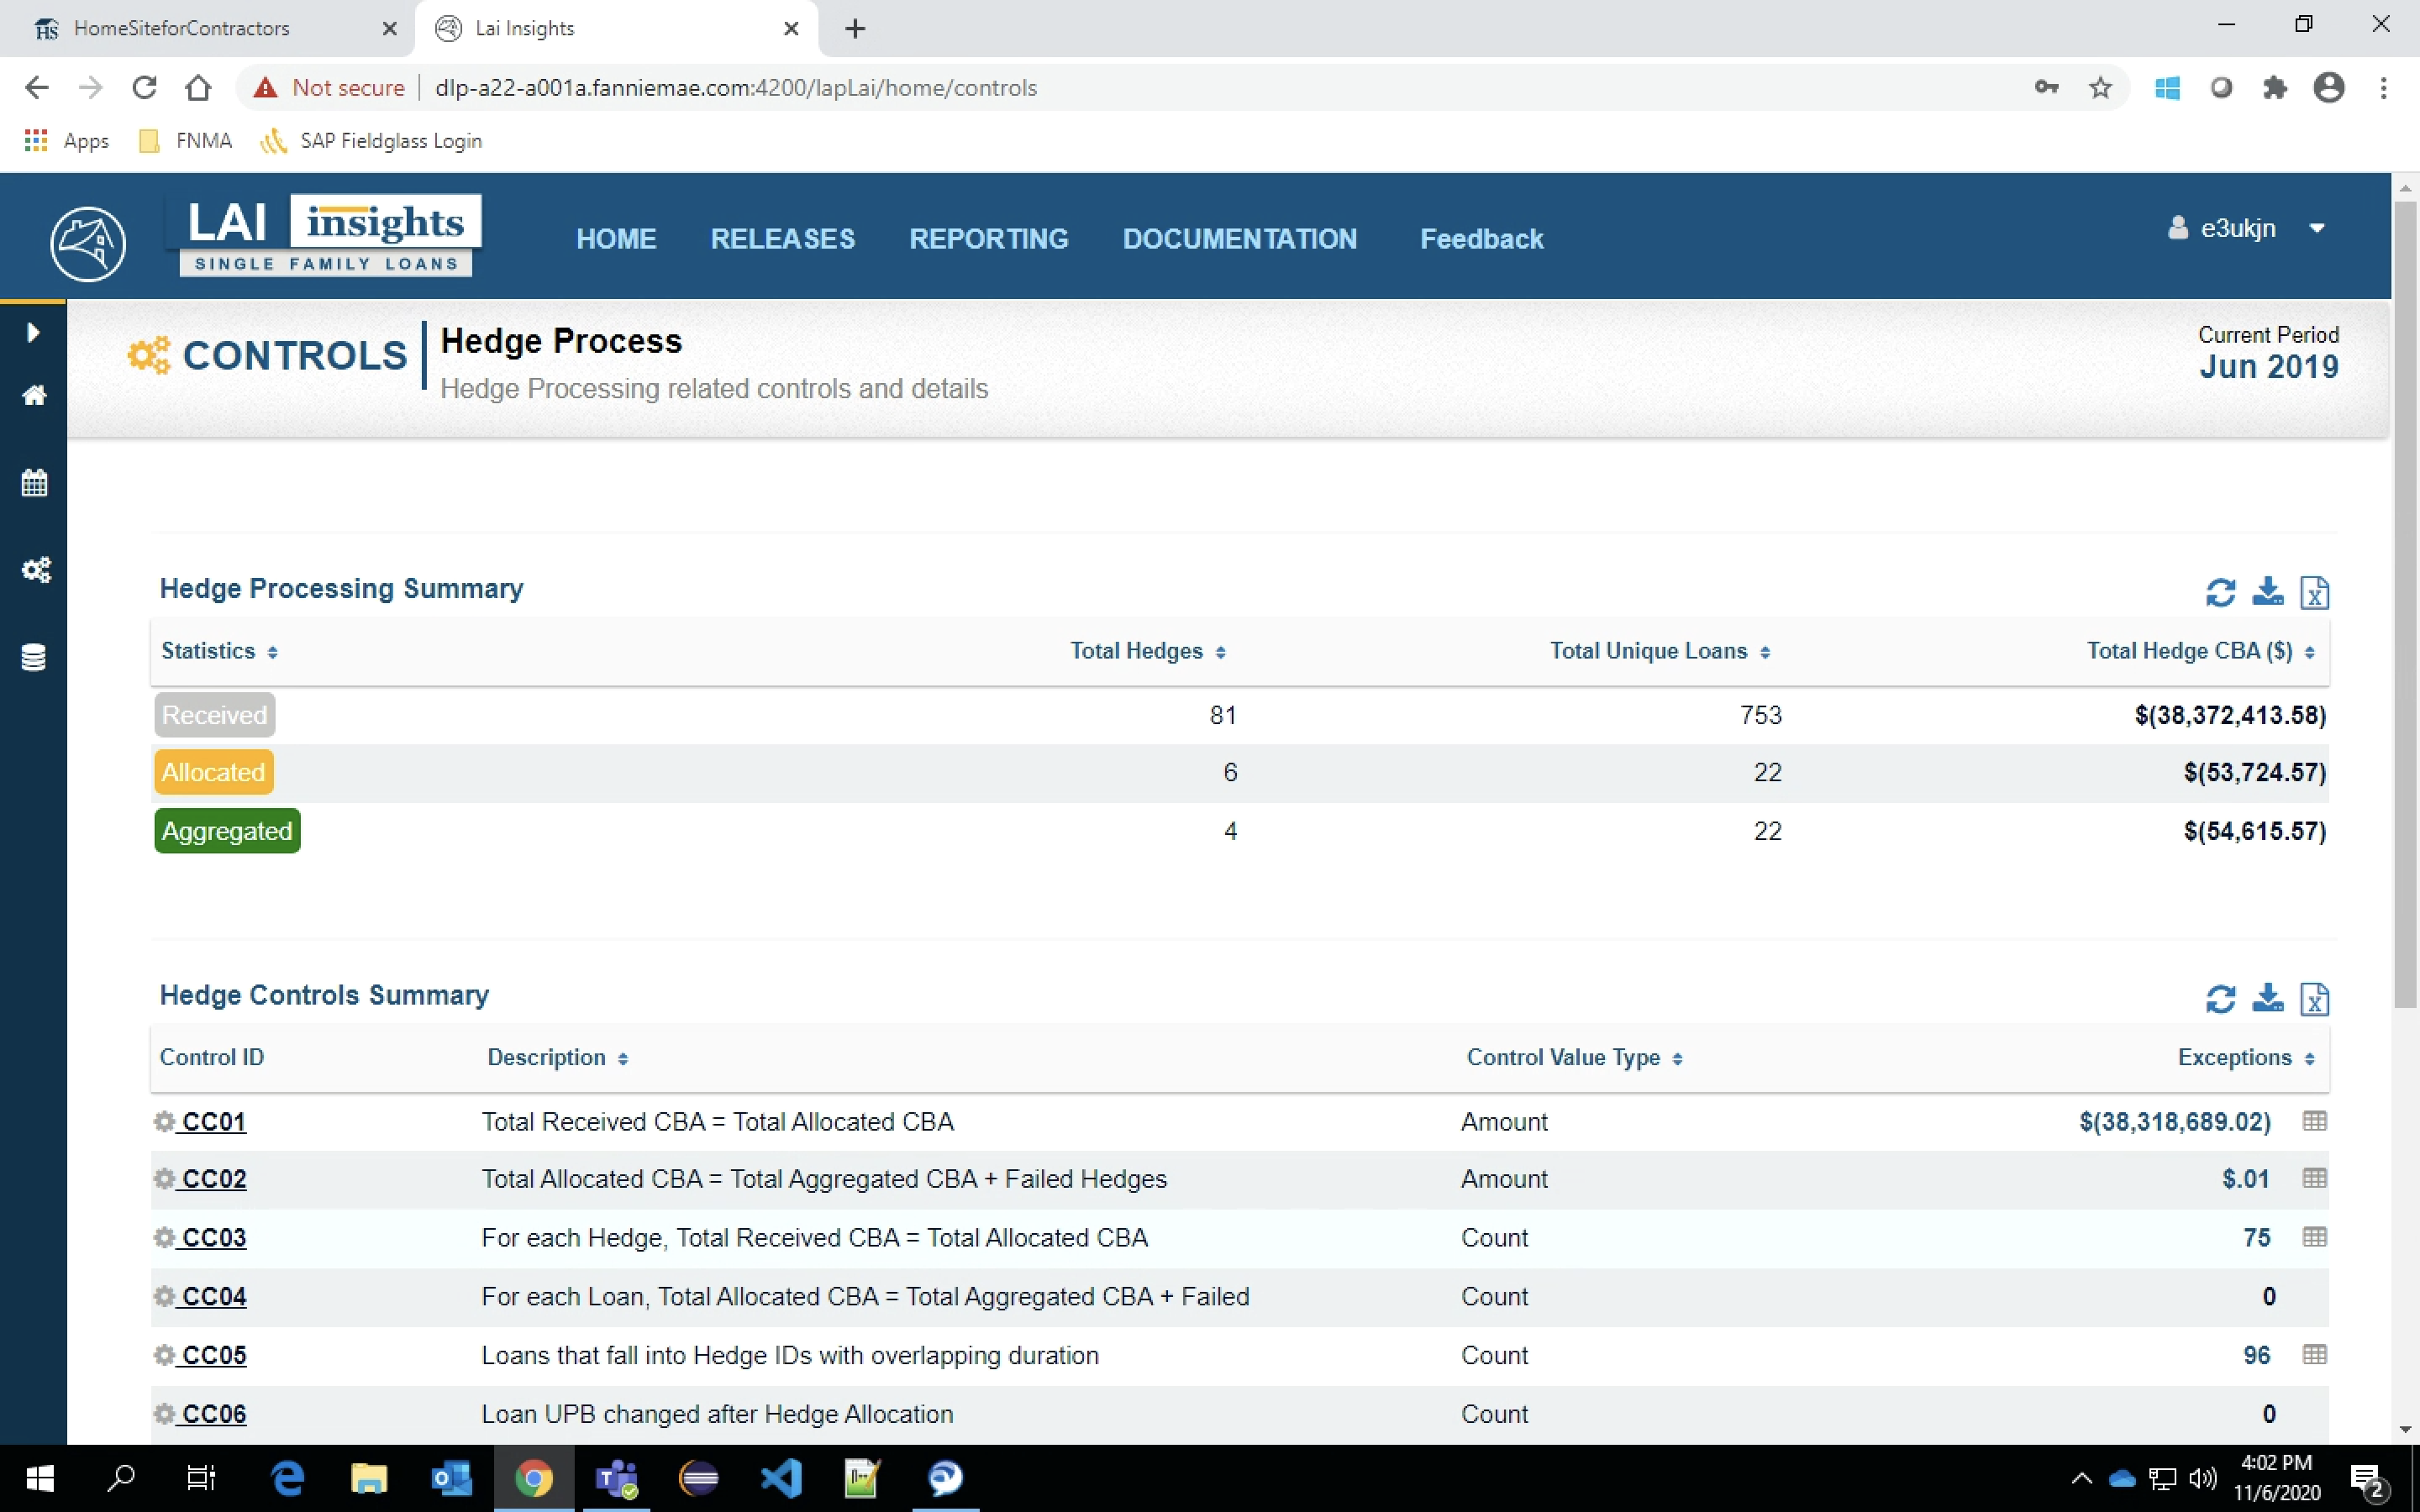 HS HomeSiteforContractors
Lai Insights
Not secure dlp-a22-a001a.fanniemae.com:4200/lapLai/home/controls
Apps FNMA SAP Fieldglass Login
LAI insights
SINGLE FAMILY LOANS
HOME RELEASES REPORTING DOCUMENTATION Feedback
e3ukjn
CONTROLS
Hedge Process
Hedge Processing related controls and details
Current Period
Jun 2019
Hedge Processing Summary
Statistics Total Hedges Total Unique Loans Total Hedge CBA ($)
Received 81 753 $(38,372,413.58)
Allocated 6 22 $(53,724.57)
Aggregated 4 22 $(54,615.57)
Hedge Controls Summary
Control ID Description Control Value Type Exceptions
CC01 Total Received CBA = Total Allocated CBA Amount $(38,318,689.02)
CC02 Total Allocated CBA = Total Aggregated CBA + Failed Hedges Amount $.01
CC03 For each Hedge, Total Received CBA = Total Allocated CBA Count 75
CC04 For each Loan, Total Allocated CBA = Total Aggregated CBA + Failed Count 0
CC05 Loans that fall into Hedge IDs with overlapping duration Count 96
CC06 Loan UPB changed after Hedge Allocation Count 0
4:02 PM
11/6/2020
2